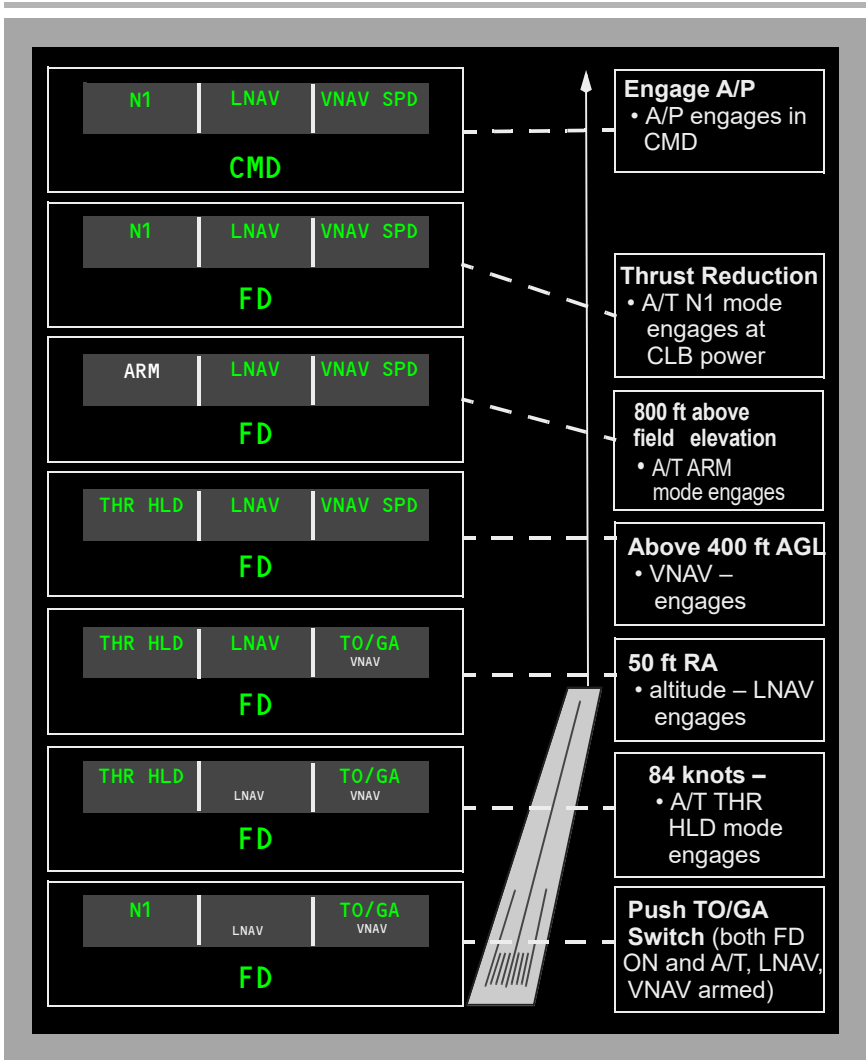 N1 LNAV VNAV SPD
CMD
Engage A/P
• A/P engages in
CMD
N1 LNAV VNAV SPD
FD
Thrust Reduction
• A/T N1 mode
engages at
CLB power
ARM LNAV VNAV SPD
FD
800 ft above
field elevation
• A/T ARM
mode engages
THR HLD LNAV VNAV SPD
FD
Above 400 ft AGL
• VNAV –
engages
THR HLD LNAV TO/GA
VNAV
FD
50 ft RA
• altitude – LNAV
engages
THR HLD TO/GA
LNAV VNAV
FD
84 knots –
• A/T THR
HLD mode
engages
N1 TO/GA
LNAV VNAV
FD
Push TO/GA
Switch (both FD
ON and A/T, LNAV,
VNAV armed)